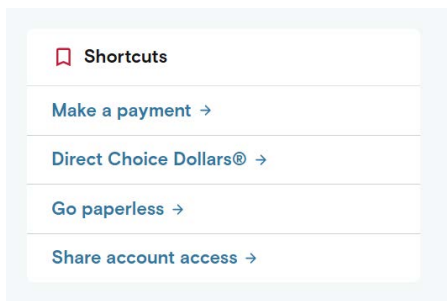 Shortcuts
Make a payment →
Direct Choice Dollars® →
Go paperless →
Share account access →